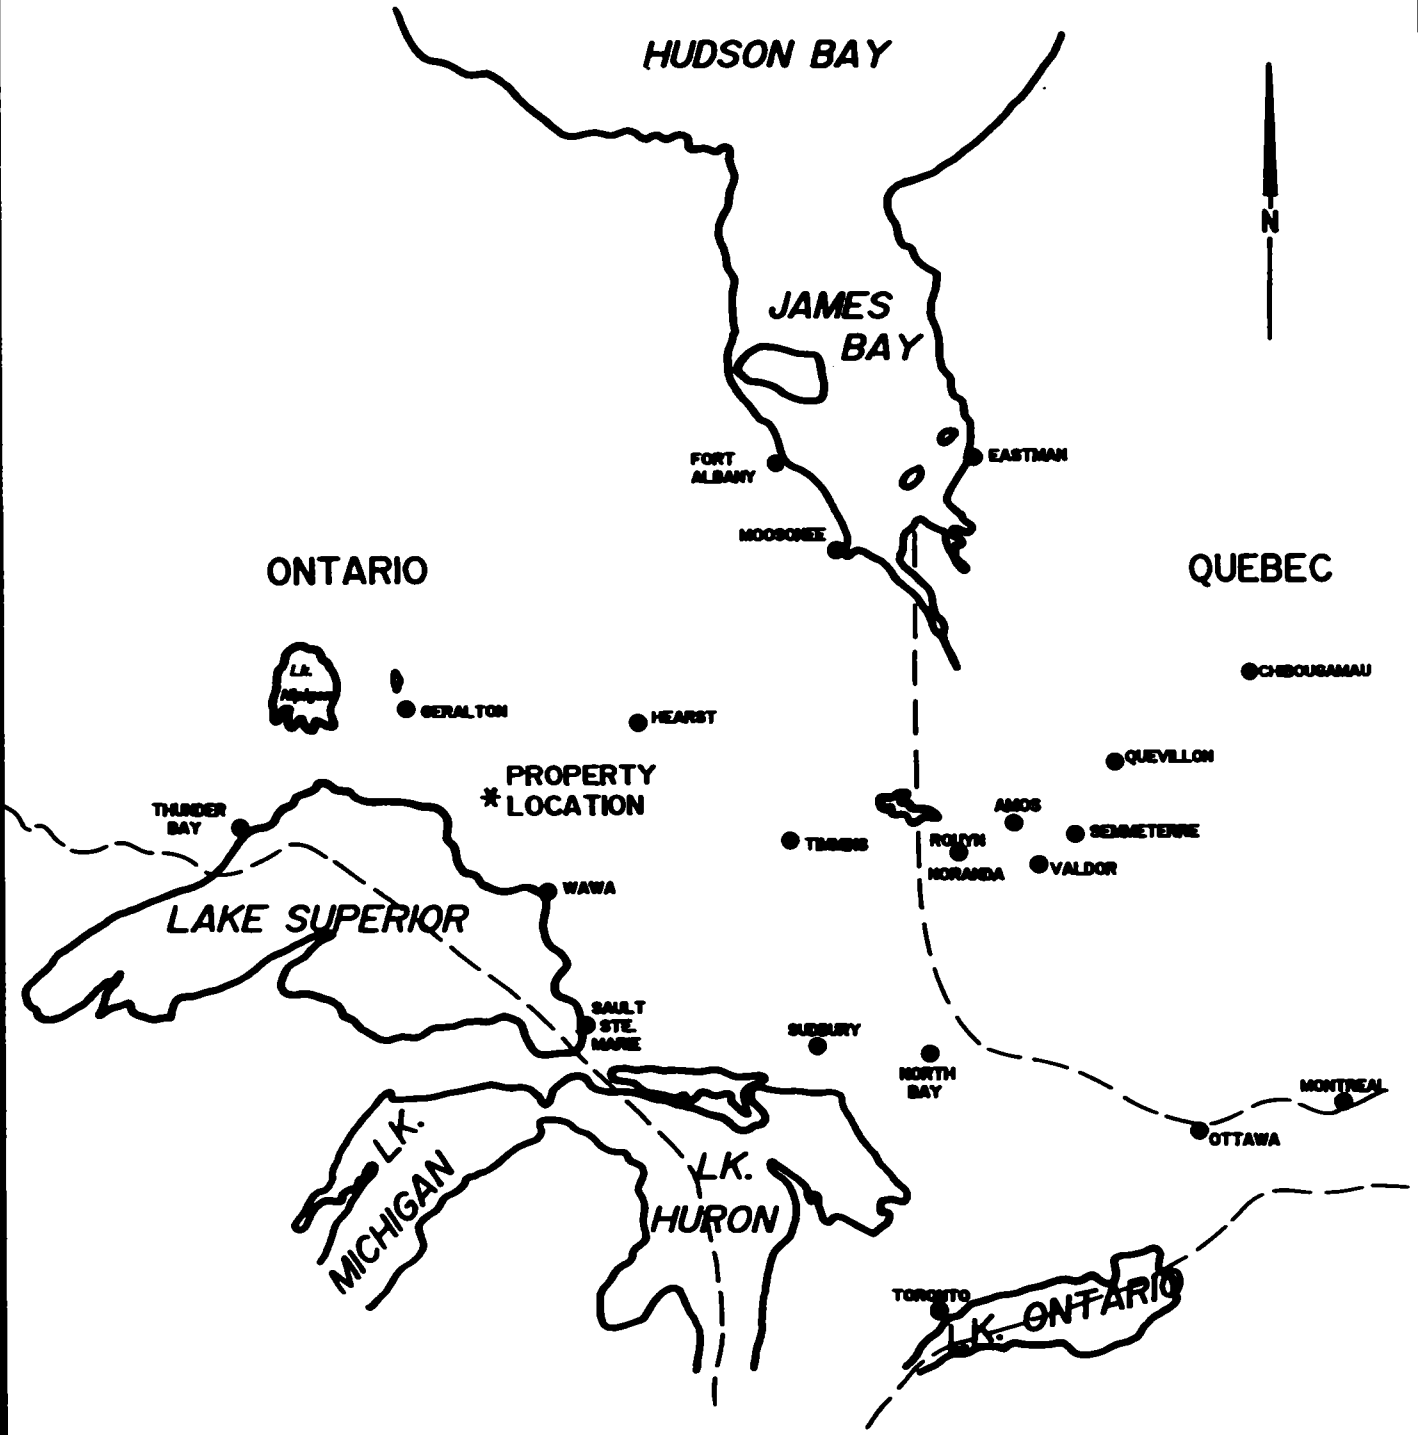 HUDSON BAY
N
JAMES
BAY
FORT
ALBANY
EASTMAN
MOOSONEE
ONTARIO
QUEBEC
Lk.
Nipigon
GERALTON
HEARST
CHIBOUGAMAU
PROPERTY
LOCATION
QUEVILLON
THUNDER
BAY
TIMMINS
AMOS
ROUYN
NORANDA
SENNETERRE
VALDOR
WAWA
LAKE SUPERIOR
SAULT
STE.
MARIE
SUDBURY
NORTH
BAY
MONTREAL
OTTAWA
LK.
MICHIGAN
LK.
HURON
TORONTO
LK. ONTARIO